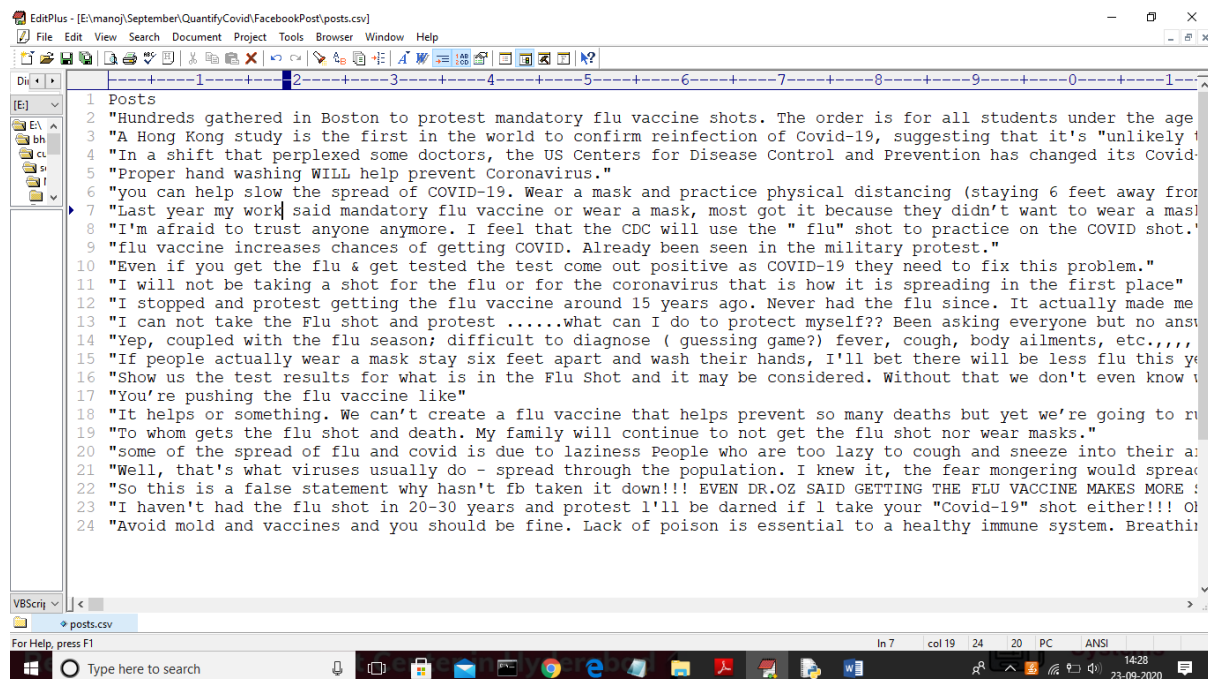 EditPlus - [E:\manoj\September\QuantifyCovid\FacebookPost\posts.csv]
File Edit View Search Document Project Tools Browser Window Help
Dir
----+----1----+----2----+----3----+----4----+----5----+----6----+----7----+----8----+----9----+----0----+----1--
[E:]
E:\
bh
1 Posts
2 "Hundreds gathered in Boston to protest mandatory flu vaccine shots. The order is for all students under the age
3 "A Hong Kong study is the first in the world to confirm reinfection of Covid-19, suggesting that it's "unlikely
4 "In a shift that perplexed some doctors, the US Centers for Disease Control and Prevention has changed its Covid-
5 "Proper hand washing WILL help prevent Coronavirus."
6 "you can help slow the spread of COVID-19. Wear a mask and practice physical distancing (staying 6 feet away from
7 "Last year my work said mandatory flu vaccine or wear a mask, most got it because they didn’t want to wear a mask
8 "I'm afraid to trust anyone anymore. I feel that the CDC will use the " flu" shot to practice on the COVID shot."
9 "flu vaccine increases chances of getting COVID. Already been seen in the military protest."
10 "Even if you get the flu & get tested the test come out positive as COVID-19 they need to fix this problem."
11 "I will not be taking a shot for the flu or for the coronavirus that is how it is spreading in the first place"
12 "I stopped and protest getting the flu vaccine around 15 years ago. Never had the flu since. It actually made me
13 "I can not take the Flu shot and protest ......what can I do to protect myself?? Been asking everyone but no
14 "Yep, coupled with the flu season; difficult to diagnose ( guessing game?) fever, cough, body ailments, etc.,,,,
15 "If people actually wear a mask stay six feet apart and wash their hands, I'll bet there will be less flu this
16 "Show us the test results for what is in the Flu Shot and it may be considered. Without that we don't even know
17 "You’re pushing the flu vaccine like"
18 "It helps or something. We can’t create a flu vaccine that helps prevent so many deaths but yet we’re going to
19 "To whom gets the flu shot and death. My family will continue to not get the flu shot nor wear masks."
20 "some of the spread of flu and covid is due to laziness People who are too lazy to cough and sneeze into their
21 "Well, that's what viruses usually do - spread through the population. I knew it, the fear mongering would spread
22 "So this is a false statement why hasn't fb taken it down!!! EVEN DR.OZ SAID GETTING THE FLU VACCINE MAKES MORE
23 "I haven't had the flu shot in 20-30 years and protest l'll be darned if l take your "Covid-19" shot either!!!
24 "Avoid mold and vaccines and you should be fine. Lack of poison is essential to a healthy immune system.
VBScrip
posts.csv
For Help, press F1 ln 7 col 19 24 20 PC ANSI
Type here to search
14:28
23-09-2020